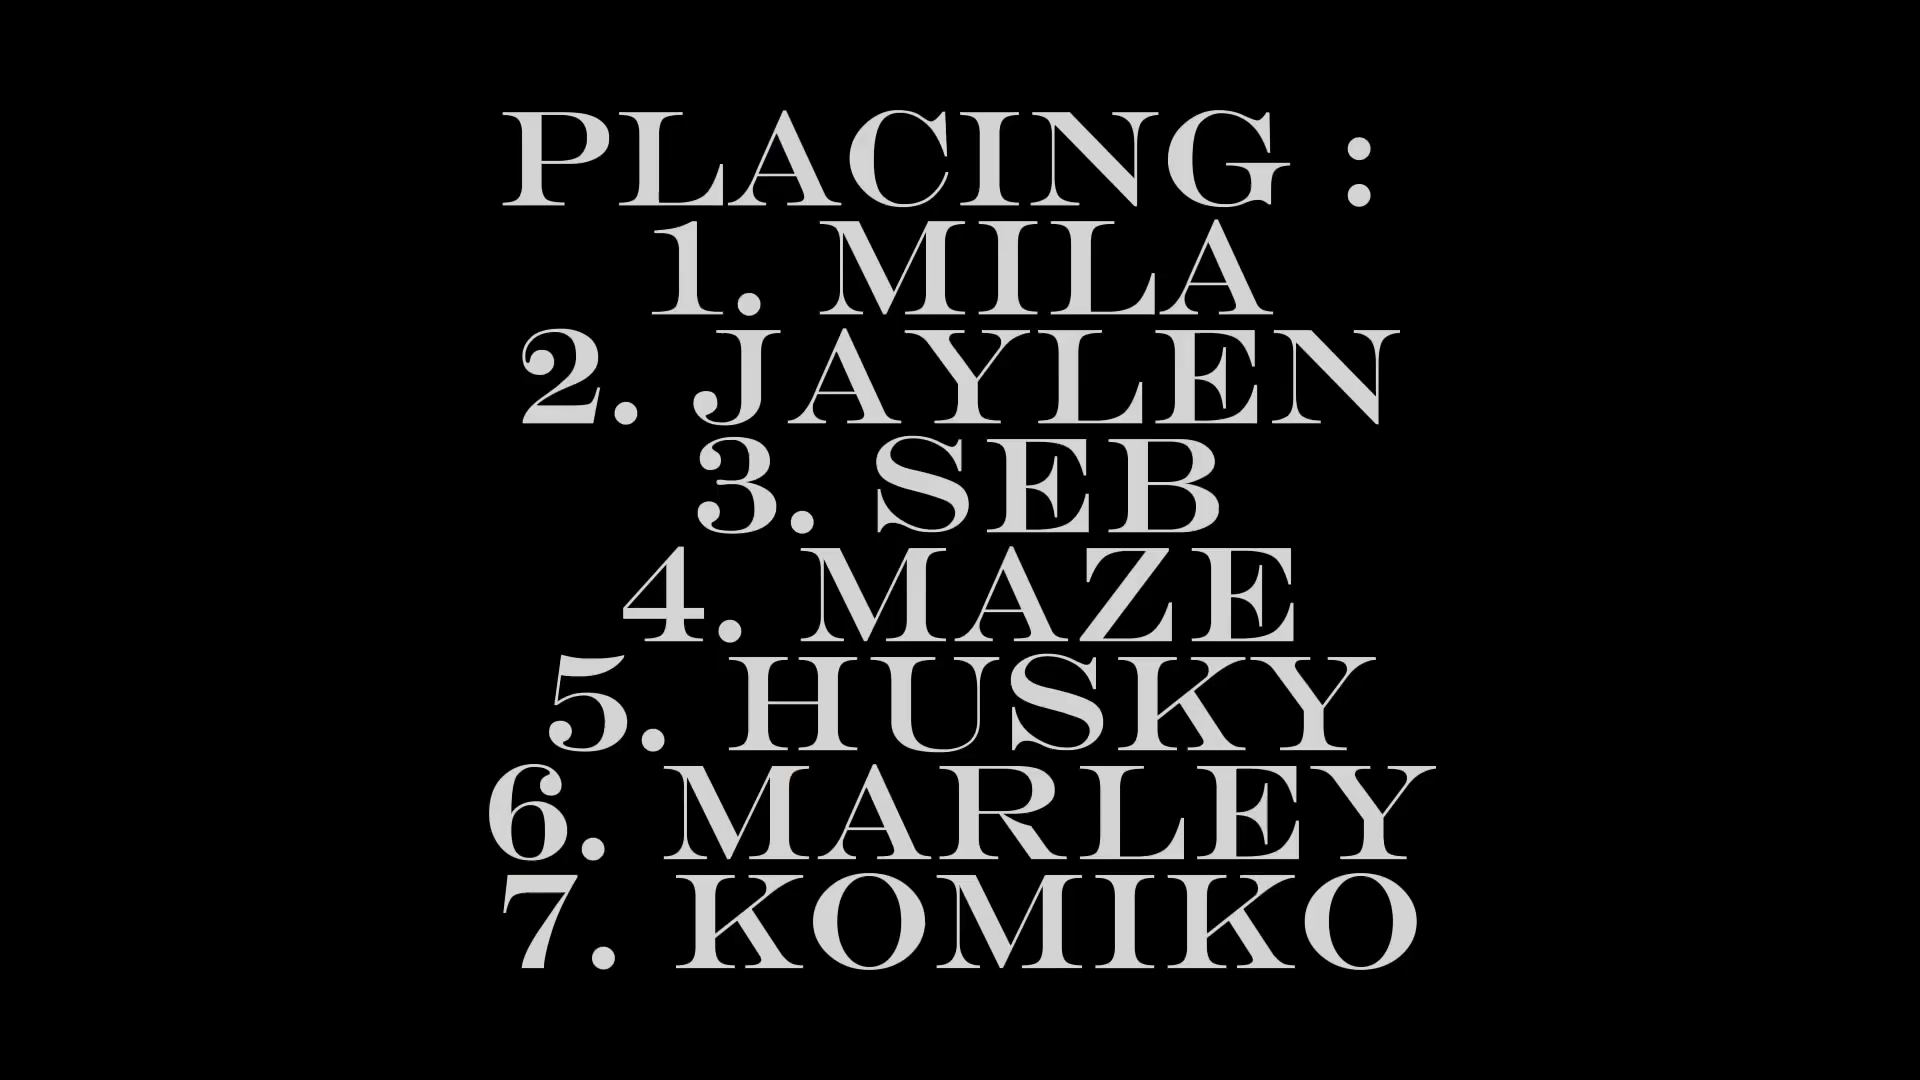 PLACING :
1. MILA
2. JAYLEN
3. SEB
4. MAZE
5. HUSKY
6. MARLEY
7. KOMIKO